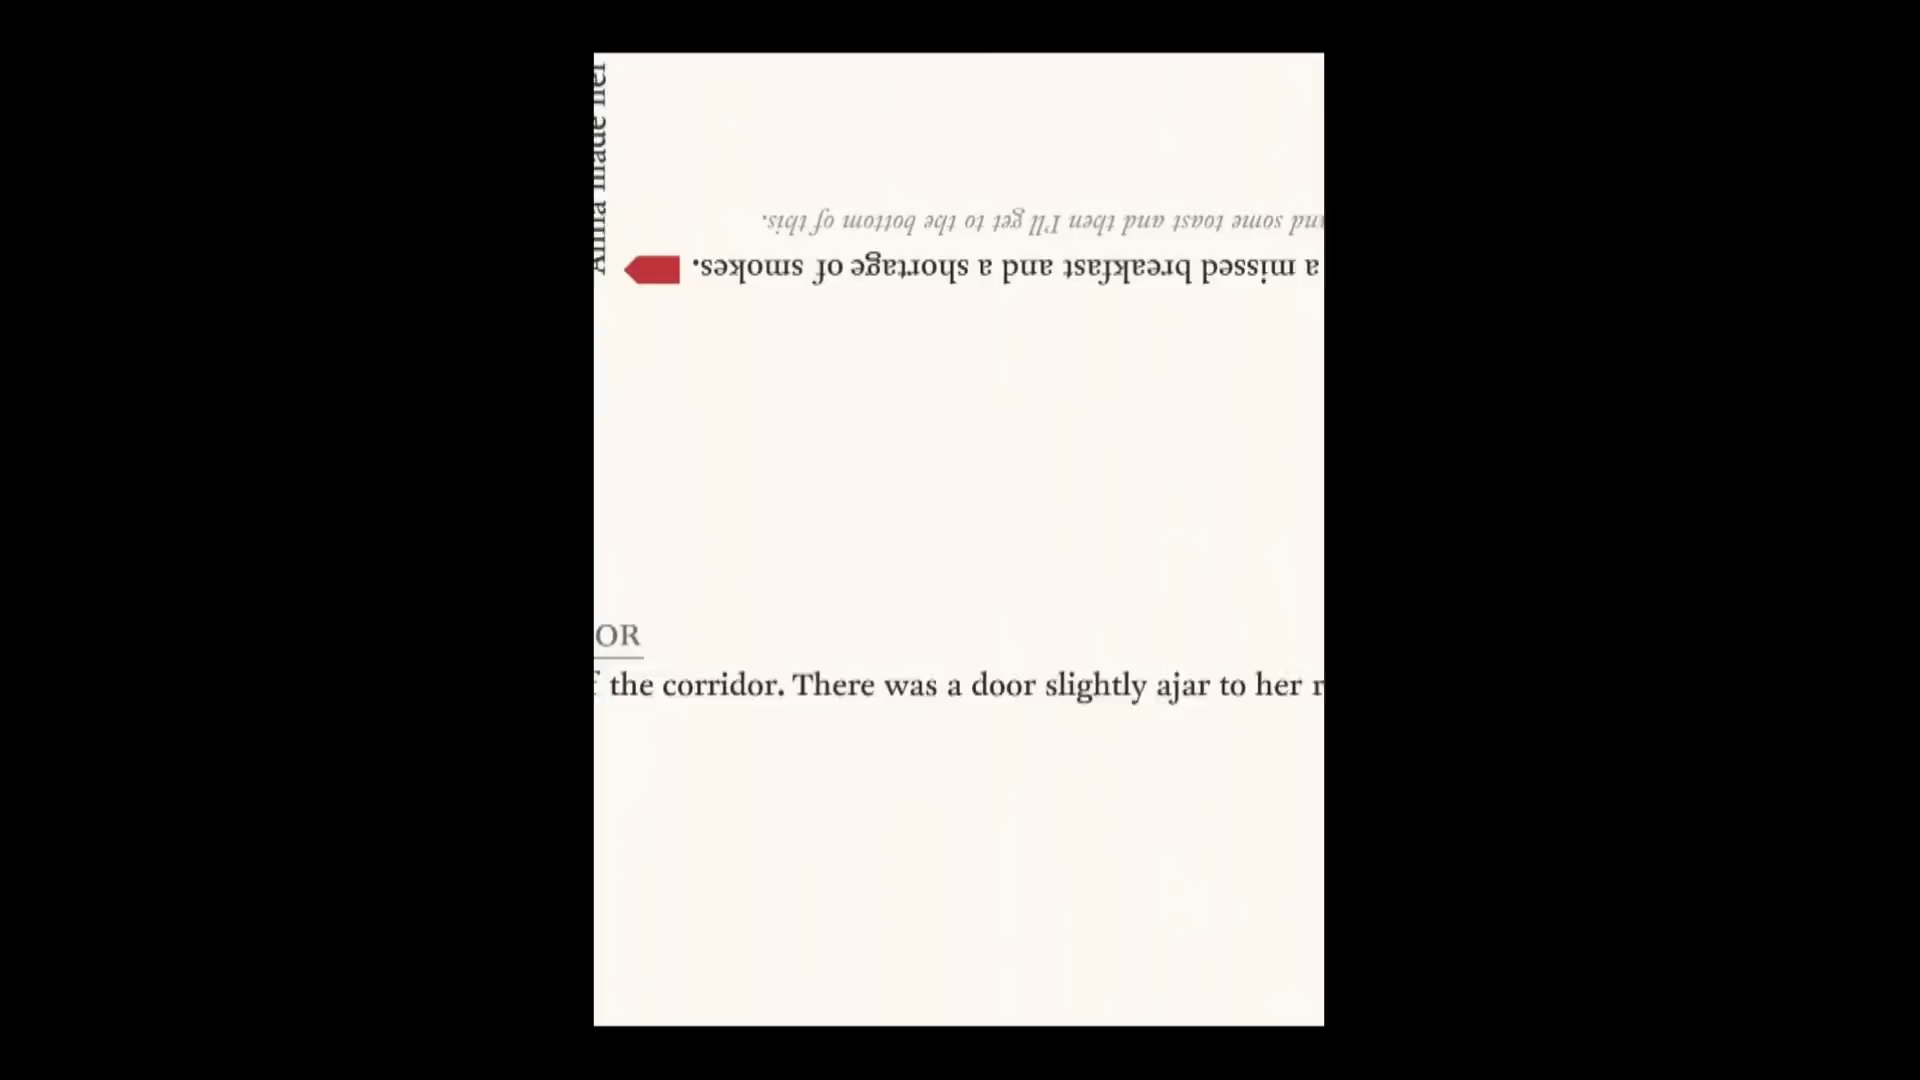 Anna made her
and some toast and then I'll get to the bottom of this.
a missed breakfast and a shortage of smokes.
OR
the corridor. There was a door slightly ajar to her r